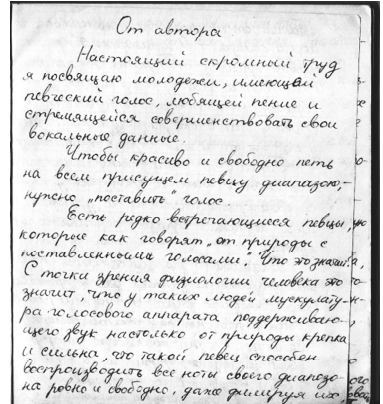 От автора
Настоящий скромный труд
я посвящаю молодежи, имеющей
певческий голос, любящей пение и
стремящейся совершенствовать свои
вокальные данные.
Чтобы красиво и свободно петь
на всем присущем певцу диапазоне,
нужно „поставить" голос.
Есть редко встречающиеся певцы,
которые как говорят „от природы с
поставленными голосами". Что это значит?
С точки зрения физиологии человека это
значит, что у таких людей мускулату-
ра голосового аппарата поддерживаю-
щего звук настолько от природы крепка
и сильна, что такой певец способен
воспроизводить все ноты своего диапазо-
на ровно и свободно, даже филируя их